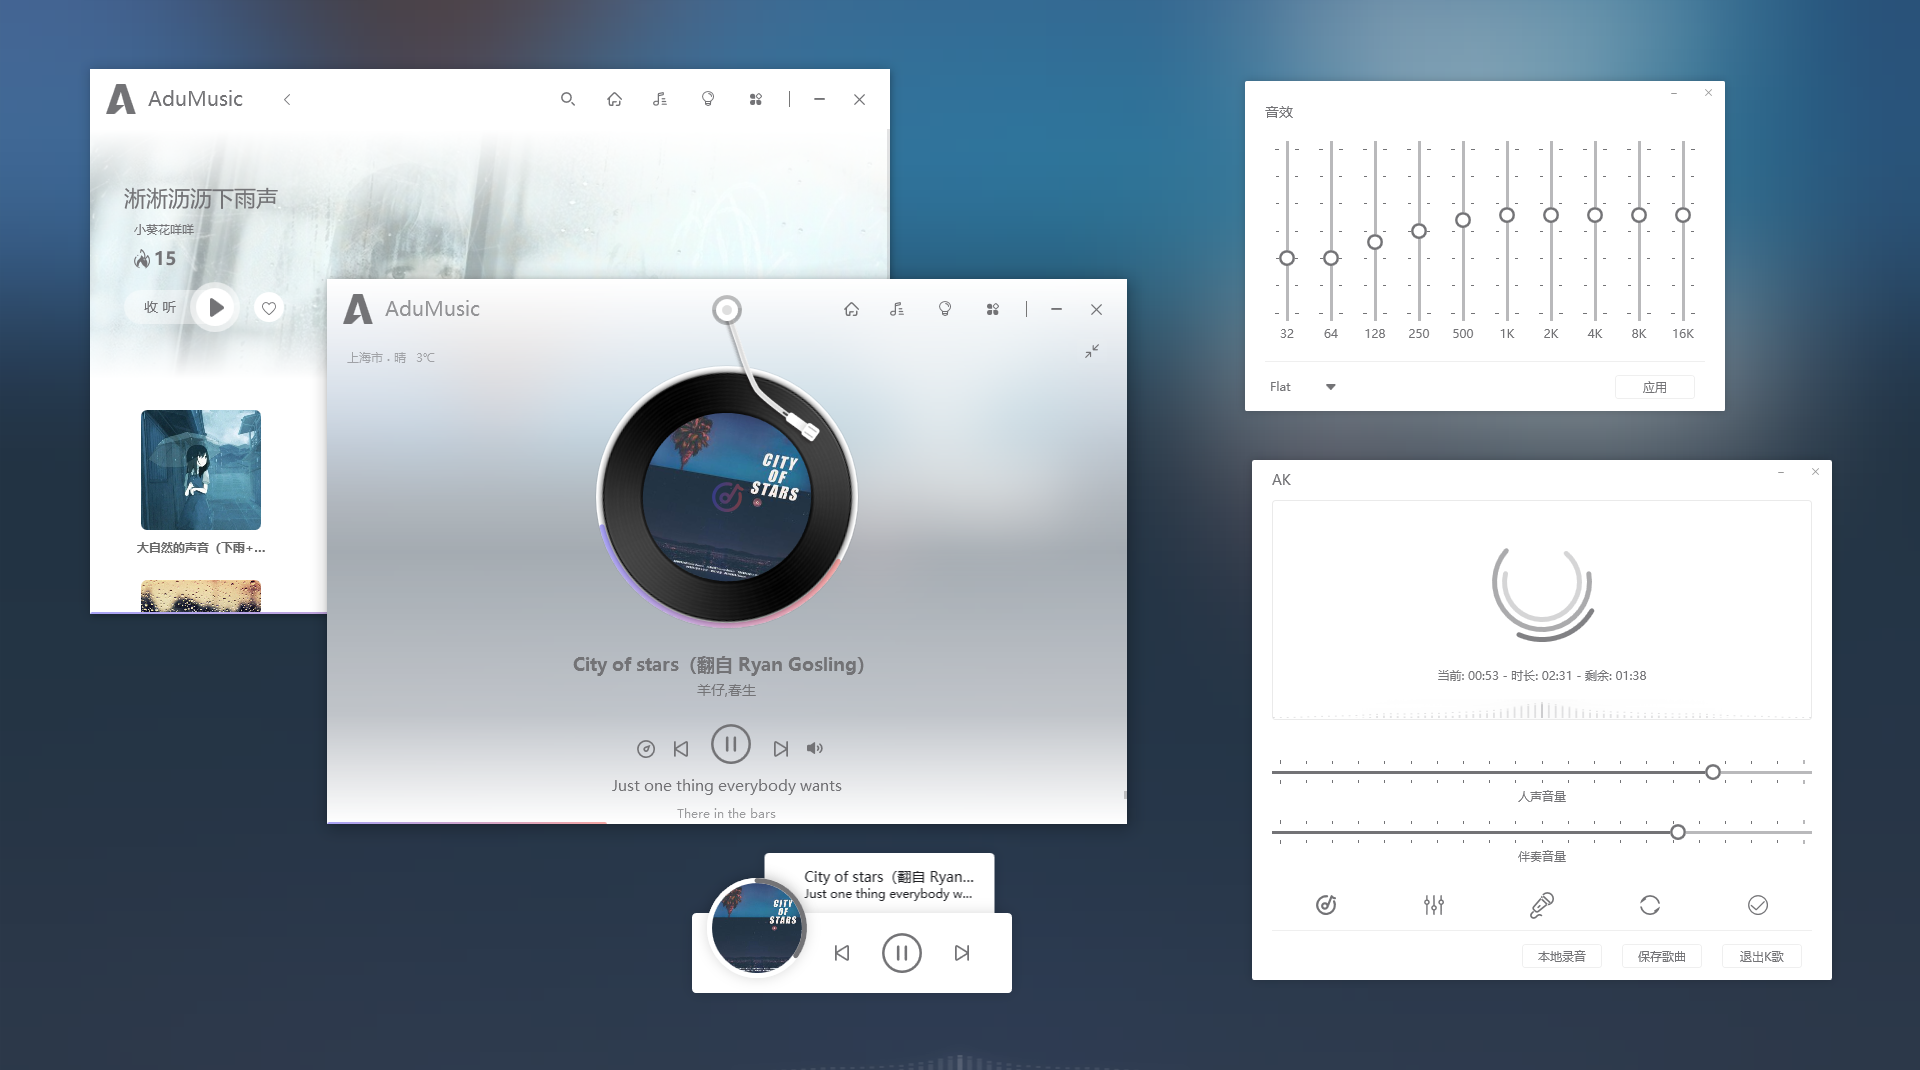 AduMusic
淅淅沥沥下雨声
小葵花咩咩
15
收 听
大自然的声音（下雨+...
AduMusic
上海市 . 晴 3℃
CITY
OF
STARS
City of stars（翻自 Ryan Gosling）
羊仔,春生
Just one thing everybody wants
There in the bars
City of stars（翻自 Ryan...
Just one thing everybody w...
CITY
OF
STARS
音效
32 64 128 250 500 1K 2K 4K 8K 16K
Flat
应用
AK
当前: 00:53 - 时长: 02:31 - 剩余: 01:38
人声音量
伴奏音量
本地录音 保存歌曲 退出K歌